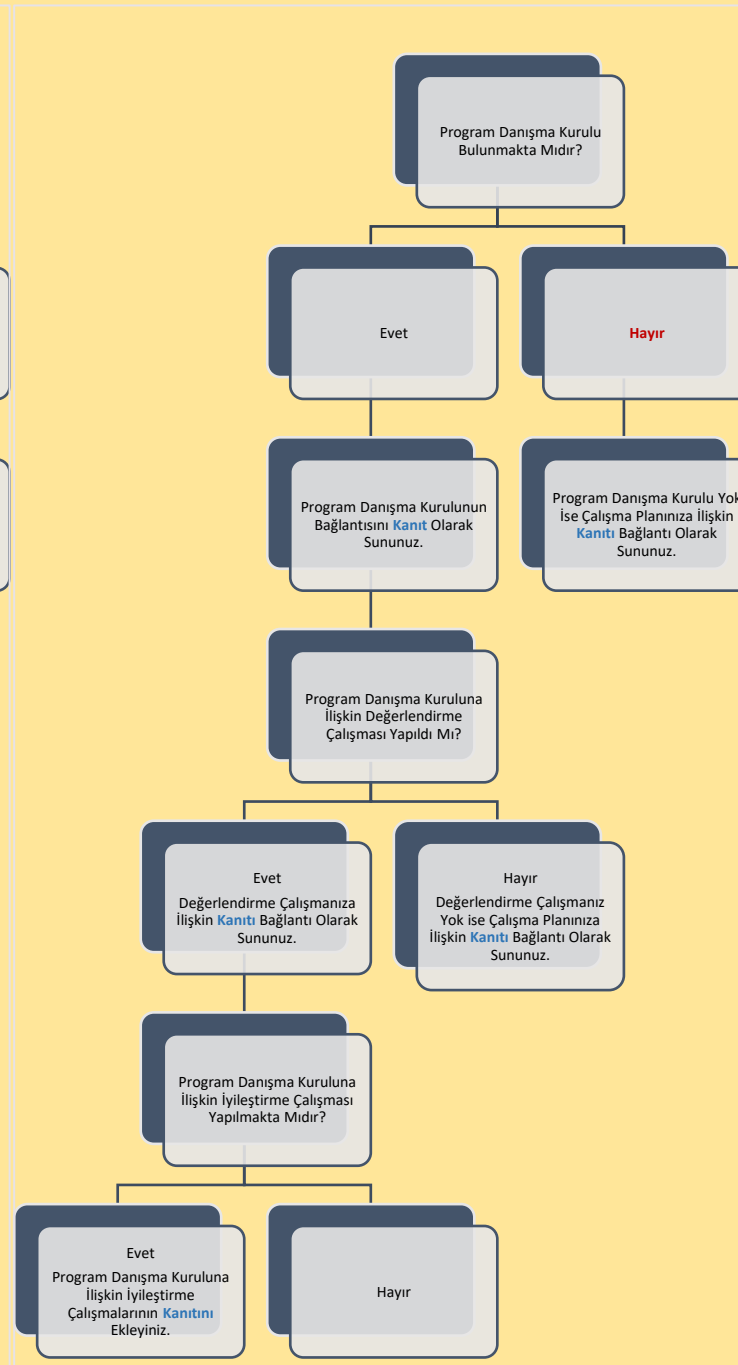 Program Danışma Kurulu
Bulunmakta Mıdır?
Evet
Hayır
Program Danışma Kurulunun
Bağlantısını Kanıt Olarak
Sununuz.
Program Danışma Kurulu Yok
İse Çalışma Planınıza İlişkin
Kanıtı Bağlantı Olarak
Sununuz.
Program Danışma Kuruluna
İlişkin Değerlendirme
Çalışması Yapıldı Mı?
Evet
Değerlendirme Çalışmanıza
İlişkin Kanıtı Bağlantı Olarak
Sununuz.
Hayır
Değerlendirme Çalışmanız
Yok ise Çalışma Planınıza
İlişkin Kanıtı Bağlantı Olarak
Sununuz.
Program Danışma Kuruluna
İlişkin İyileştirme Çalışması
Yapılmakta Mıdır?
Evet
Program Danışma Kuruluna
İlişkin İyileştirme
Çalışmalarının Kanıtını
Ekleyiniz.
Hayır